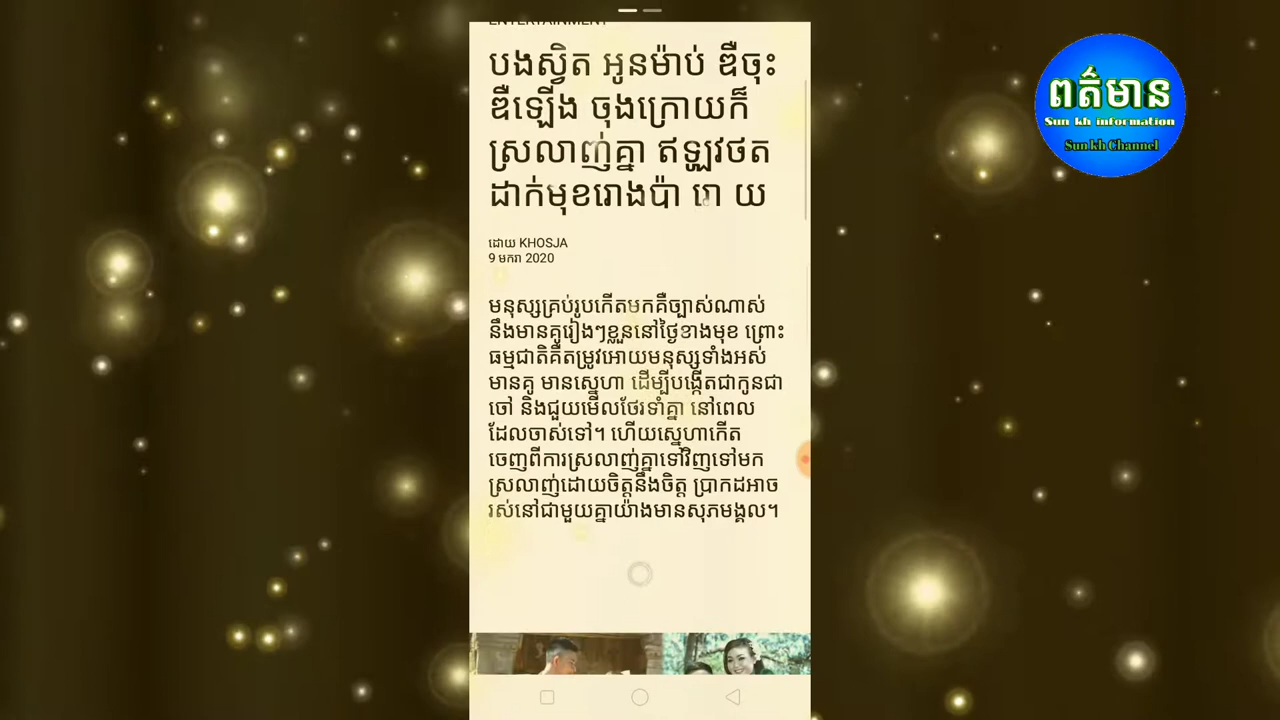 ENTERTAINMENT
បងស្វិត អូនម៉ាប់ ឌឺចុះ
ឌឺឡើង ចុងក្រោយក៏
ស្រលាញ់គ្នា ឥឡូវថត
ដាក់មុខរោងប៉ា រោ យ
ដោយ KHOSJA
9 មករា 2020
មនុស្សគ្រប់រូបកើតមកគឺច្បាស់ណាស់
នឹងមានគូរៀងៗខ្លួននៅថ្ងៃខាងមុខ ព្រោះ
ធម្មជាតិគឺតម្រូវអោយមនុស្សទាំងអស់
មានគូ មានស្នេហា ដើម្បីបង្កើតជាកូនជា
ចៅ និងជួយមើលថែរទាំគ្នា នៅពេល
ដែលចាស់ទៅ។ ហើយស្នេហាកើត
ចេញពីការស្រលាញ់គ្នាទៅវិញទៅមក
ស្រលាញ់ដោយចិត្តនឹងចិត្ត ប្រាកដអាច
រស់នៅជាមួយគ្នាយ៉ាងមានសុភមង្គល។
ពត៌មាន
Sun kh information
Sun kh Channel